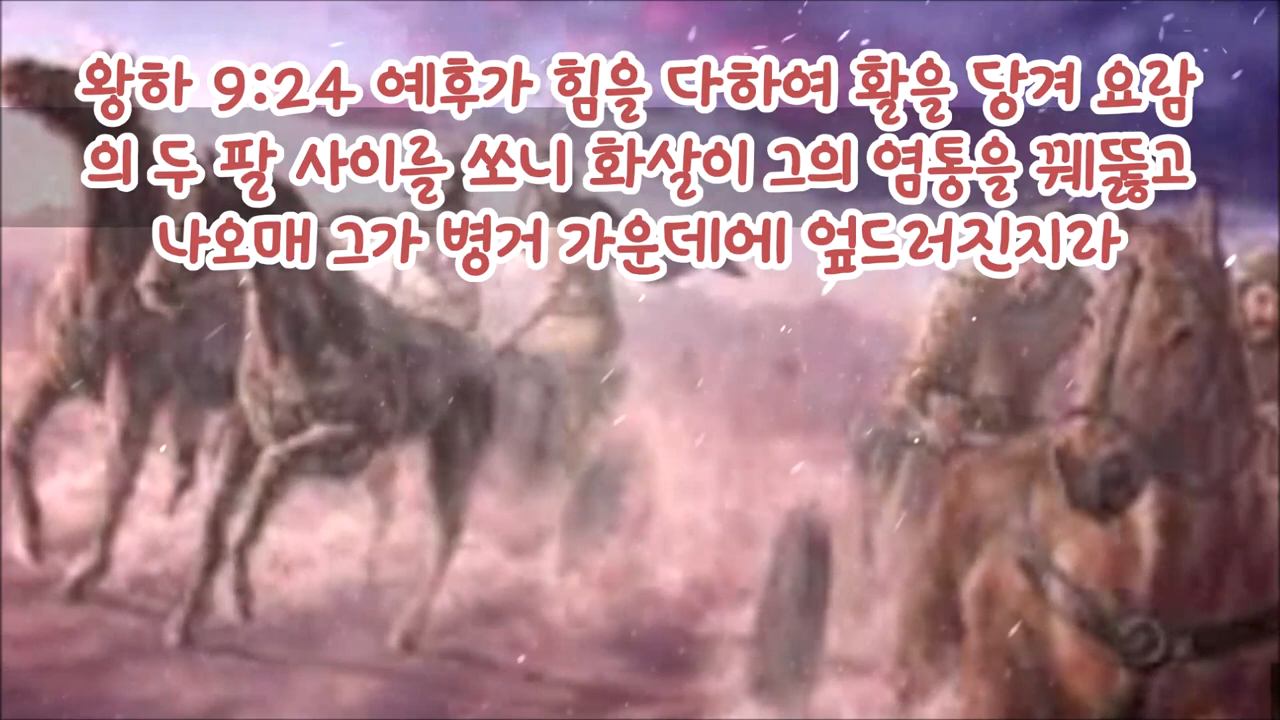 왕하 9:24 예후가 힘을 다하여 활을 당겨 요람
의 두 팔 사이를 쏘니 화살이 그의 염통을 꿰뚫고
나오매 그가 병거 가운데에 엎드러진지라